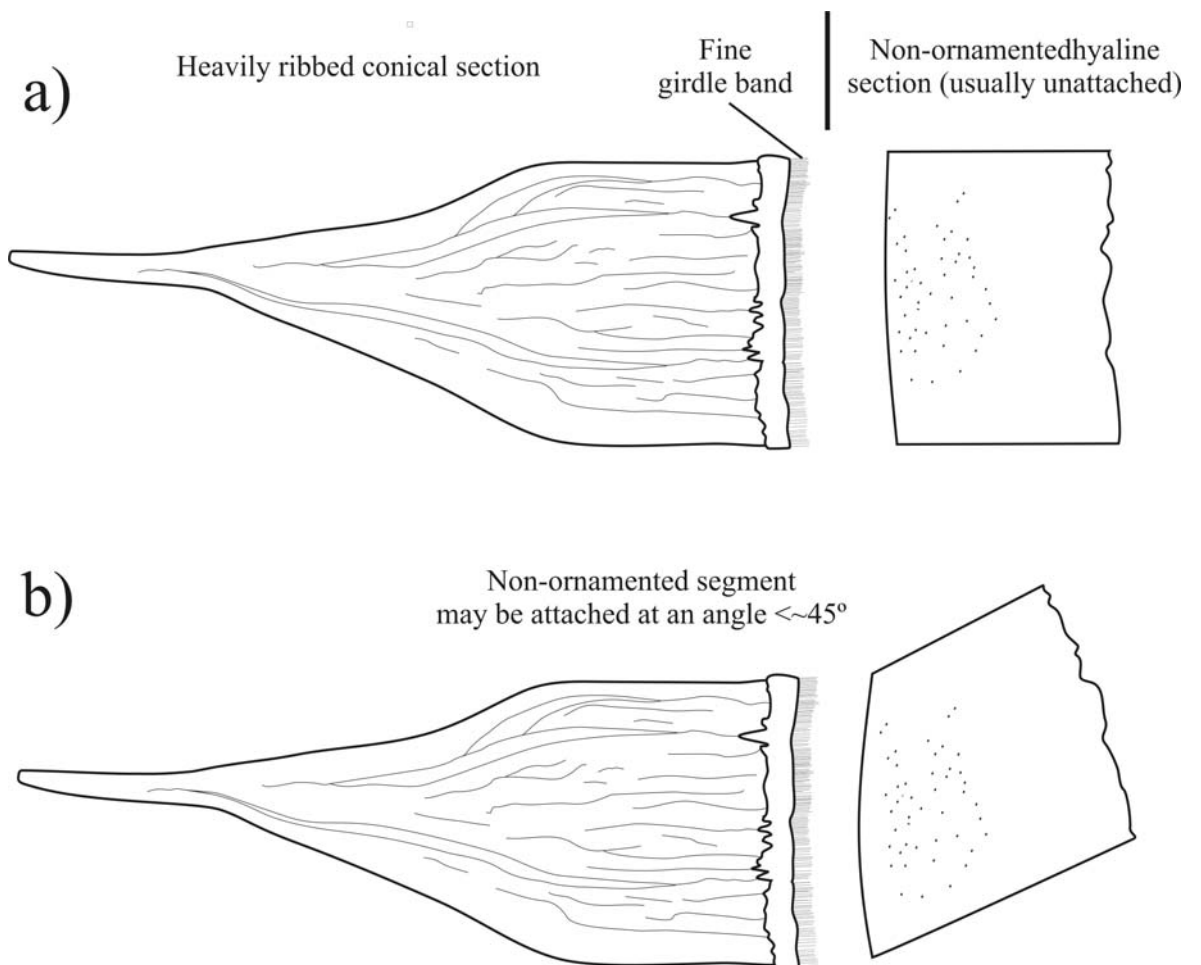 a)
Heavily ribbed conical section
Fine
girdle band
Non-ornamentedhyaline
section (usually unattached)
b)
Non-ornamented segment
may be attached at an angle <~45º